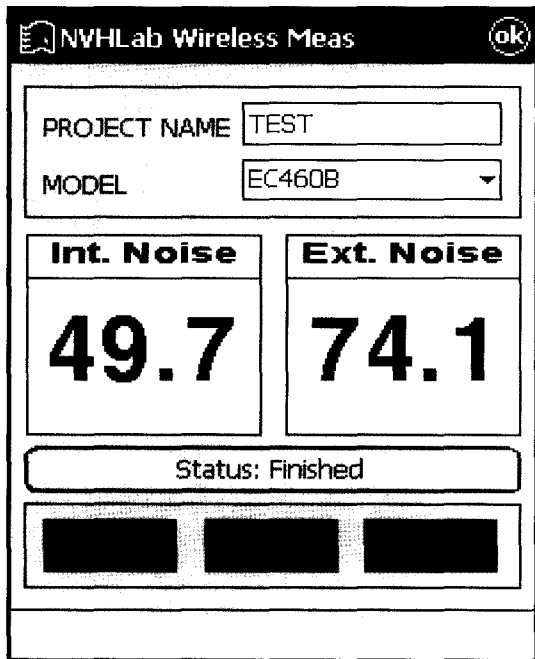 NVHLab Wireless Meas ok
PROJECT NAME TEST
MODEL EC460B
Int. Noise Ext. Noise
49.7 74.1
Status: Finished